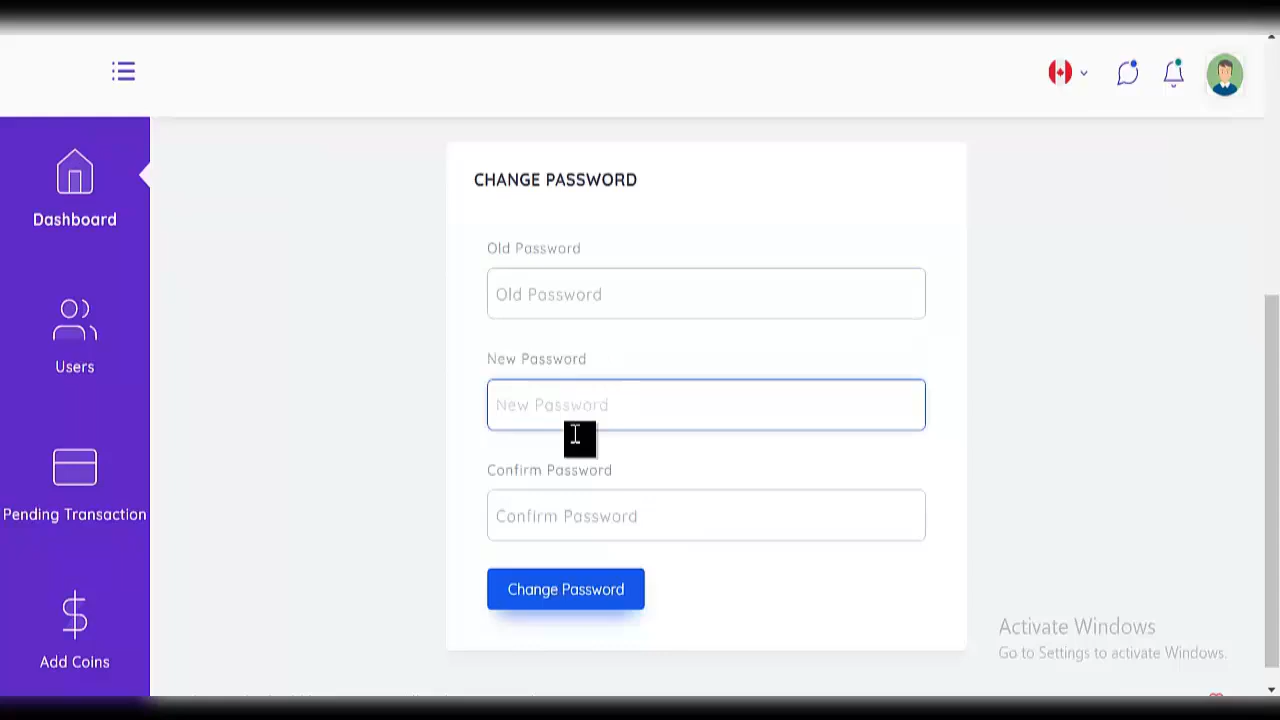 CHANGE PASSWORD
Dashboard
Old Password
Old Password
Users
New Password
New Password
Confirm Password
Pending Transaction
Confirm Password
Change Password
Activate Windows
Go to Settings to activate Windows.
Add Coins